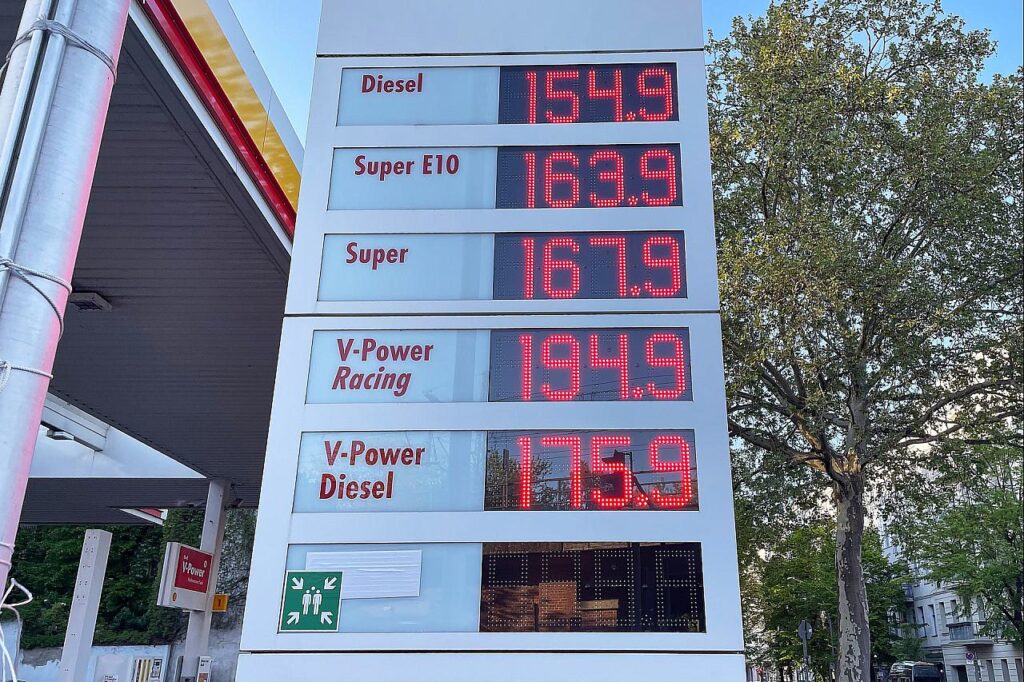 Diesel 154.9
Super E10 163.9
Super 167.9
V-Power
Racing 194.9
V-Power
Diesel 175.9
V-Power